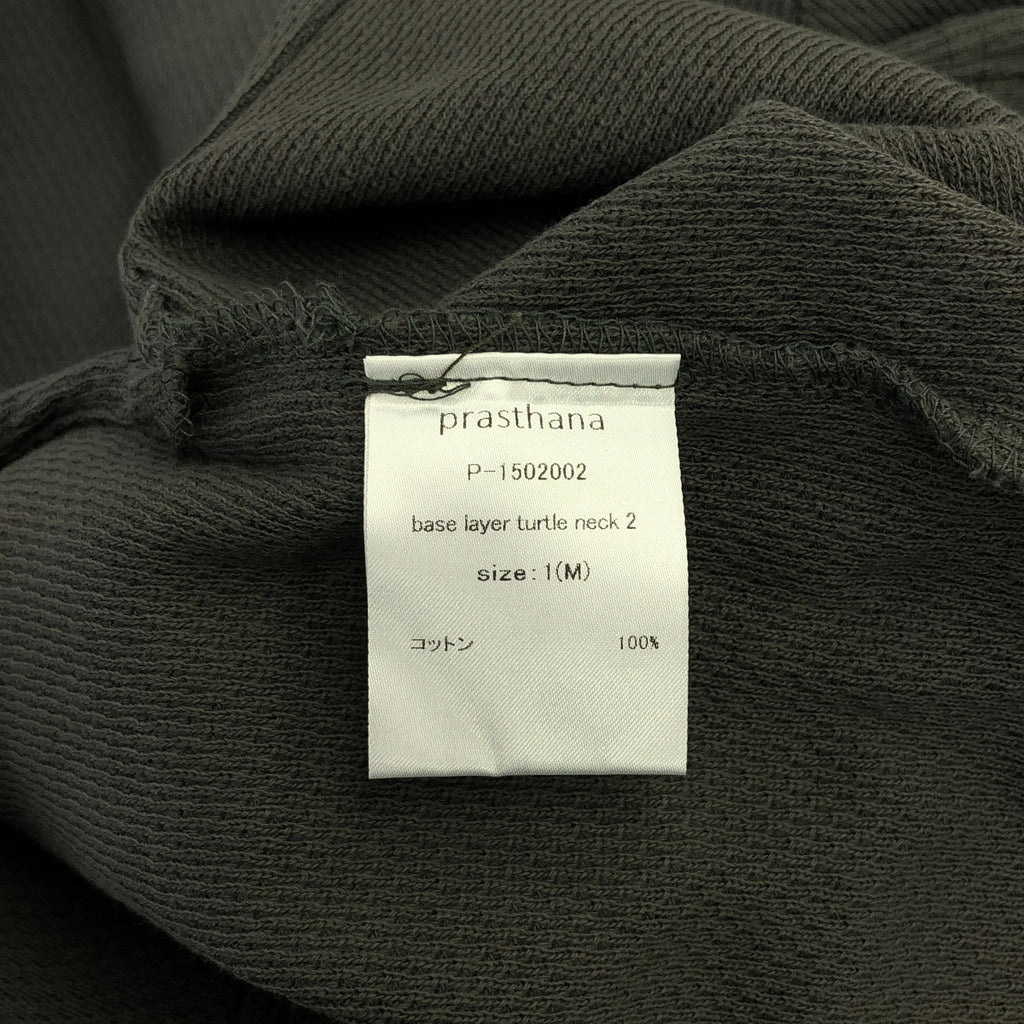 prasthana
P-1502002
base layer turtle neck 2
size: 1(M)
コットン 100%